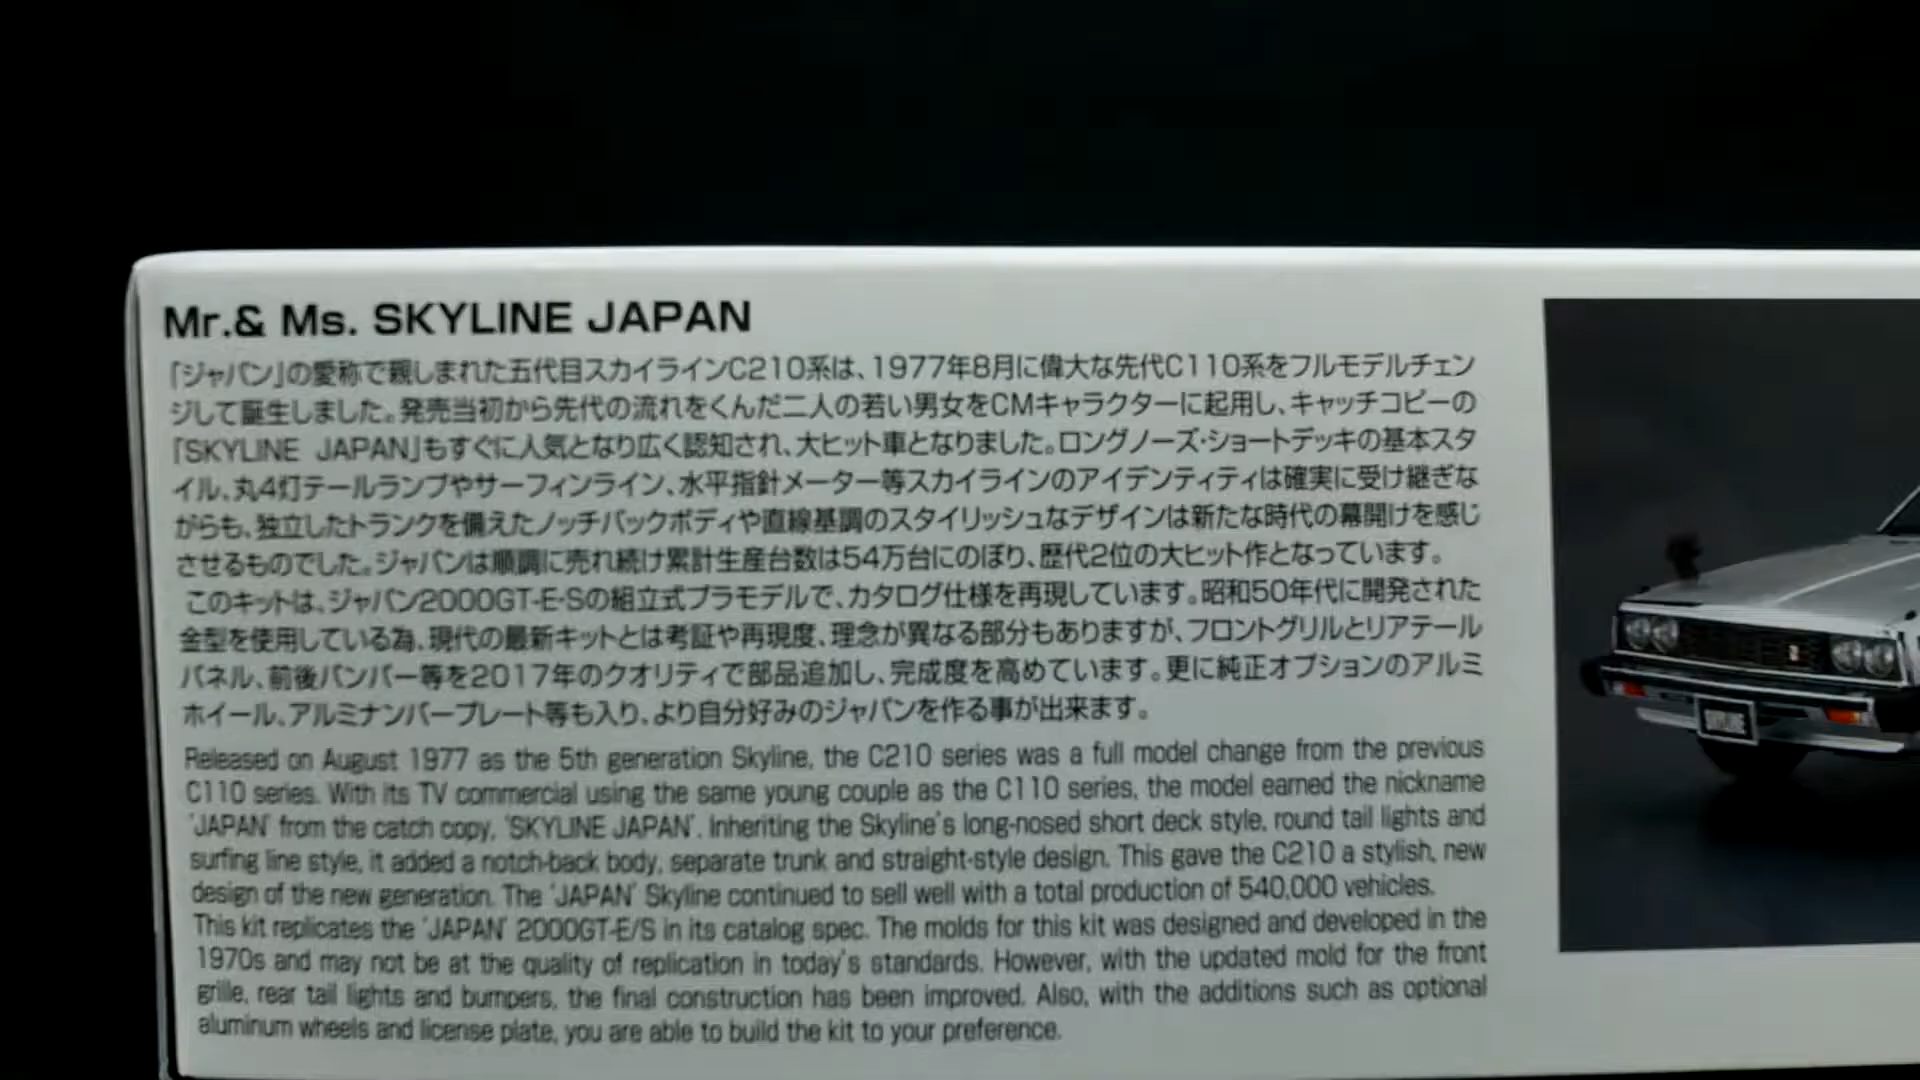 Mr.& Ms. SKYLINE JAPAN
「ジャパン」の愛称で親しまれた五代目スカイラインC210系は、1977年8月に偉大な先代C110系をフルモデルチェン
ジして誕生しました。発売当初から先代の流れをくんだ二人の若い男女をCMキャラクターに起用し、キャッチコピーの
「SKYLINE JAPAN」もすぐに人気となり広く認知され、大ヒット車となりました。ロングノーズ・ショートデッキの基本スタ
イル、丸4灯テールランプやサーフィンライン、水平指針メーター等スカイラインのアイデンティティは確実に受け継ぎな
がらも、独立したトランクを備えたノッチバックボディや直線基調のスタイリッシュなデザインは新たな時代の幕開けを感じ
させるものでした。ジャパンは順調に売れ続け累計生産台数は54万台にのぼり、歴代2位の大ヒット作となっています。
このキットは、ジャパン2000GT-E・Sの組立式プラモデルで、カタログ仕様を再現しています。昭和50年代に開発された
金型を使用している為、現代の最新キットとは考証や再現度、理念が異なる部分もありますが、フロントグリルとリアテール
パネル、前後バンパー等を2017年のクオリティで部品追加し、完成度を高めています。更に純正オプションのアルミ
ホイール、アルミナンバープレート等も入り、より自分好みのジャパンを作る事が出来ます。
Released on August 1977 as the 5th generation Skyline, the C210 series was a full model change from the previous
C110 series. With its TV commercial using the same young couple as the C110 series, the model earned the nickname
'JAPAN' from the catch copy, 'SKYLINE JAPAN'. Inheriting the Skyline's long-nosed short deck style, round tail lights and
surfing line style, it added a notch-back body, separate trunk and straight-style design. This gave the C210 a stylish, new
design of the new generation. The 'JAPAN' Skyline continued to sell well with a total production of 540,000 vehicles.
This kit replicates the 'JAPAN' 2000GT-E/S in its catalog spec. The molds for this kit was designed and developed in the
1970s and may not be at the quality of replication in today's standards. However, with the updated mold for the front
grille, rear tail lights and bumpers, the final construction has been improved. Also, with the additions such as optional
aluminum wheels and license plate, you are able to build the kit to your preference.
SKYLINE